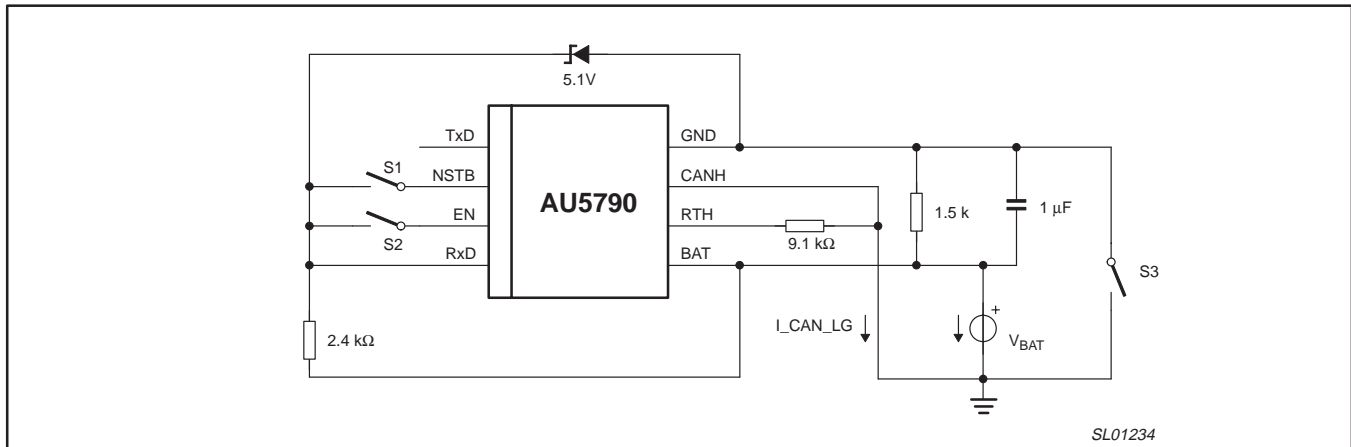 5.1V
TxD
GND
S1
NSTB
CANH
AU5790
EN
RTH
S2
9.1 kΩ
1.5 k
1 μF
RxD
BAT
S3
2.4 kΩ
I_CAN_LG
+
VBAT
SL01234